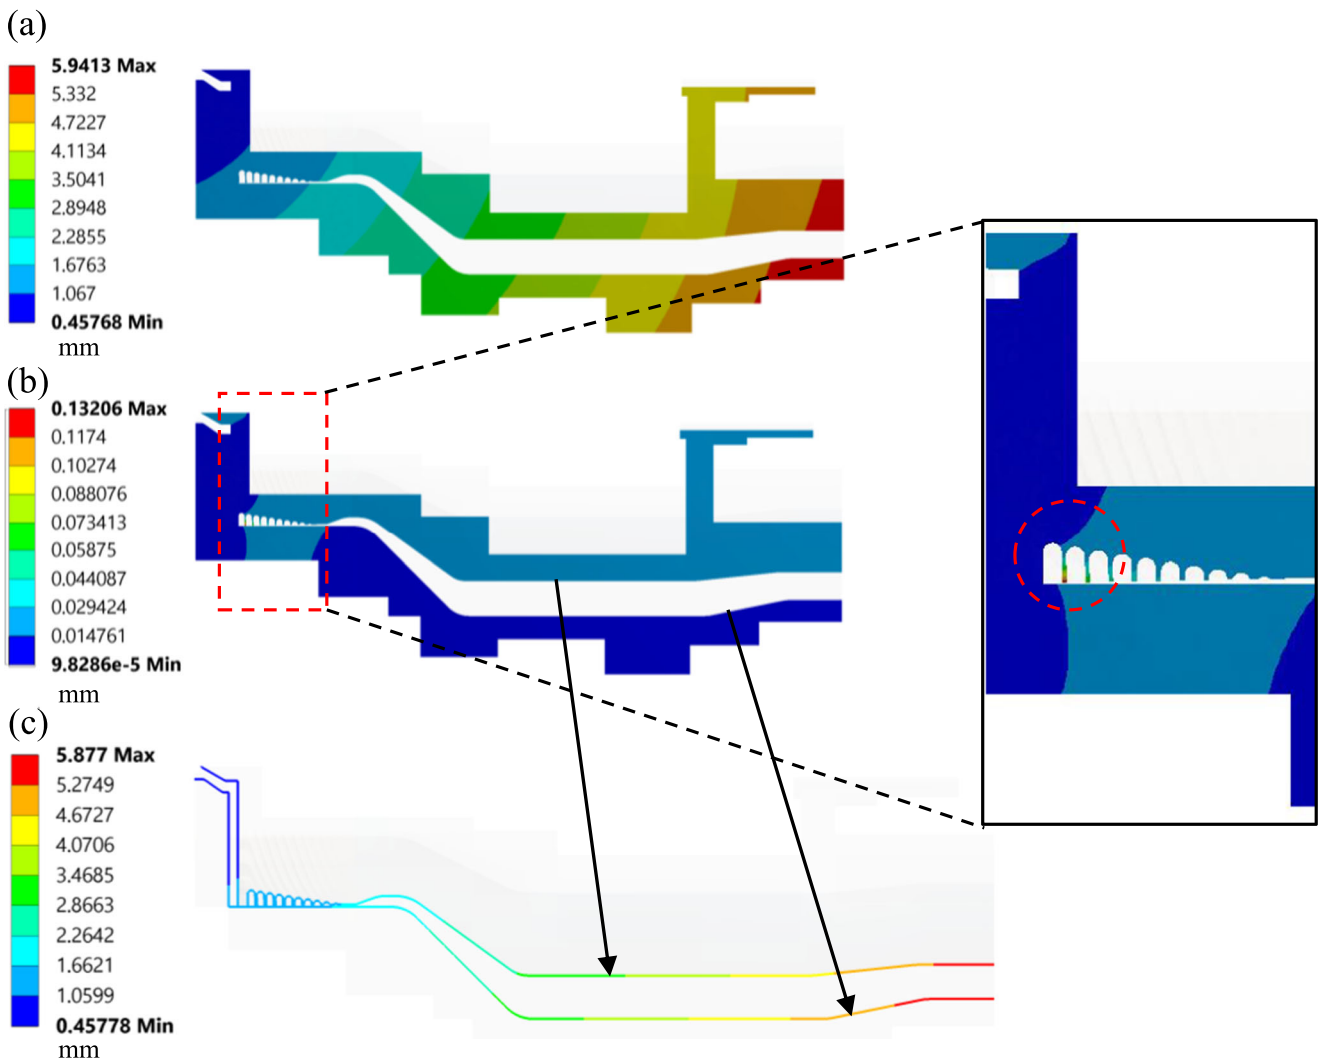 (a)
5.9413 Max
5.332
4.7227
4.1134
3.5041
2.8948
2.2855
1.6763
1.067
0.45768 Min
mm
(b)
0.13206 Max
0.1174
0.10274
0.088076
0.073413
0.05875
0.044087
0.029424
0.014761
9.8286e-5 Min
mm
(c)
5.877 Max
5.2749
4.6727
4.0706
3.4685
2.8663
2.2642
1.6621
1.0599
0.45778 Min
mm